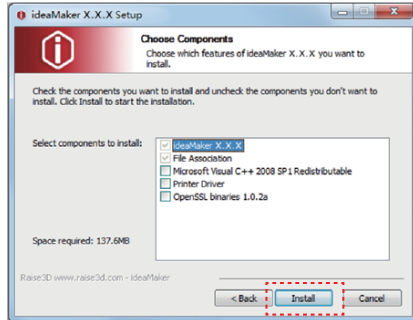 ideaMaker X.X.X Setup
Choose Components
Choose which features of ideaMaker X.X.X you want to
install.
Check the components you want to install and uncheck the components you don't want to
install. Click Install to start the installation.
Select components to install:
ideaMaker X.X.X
File Association
Microsoft Visual C++ 2008 SP1 Redistributable
Printer Driver
OpenSSL binaries 1.0.2a
Space required: 137.6MB
Raise3D www.raise3d.com - ideaMaker
< Back
Install
Cancel